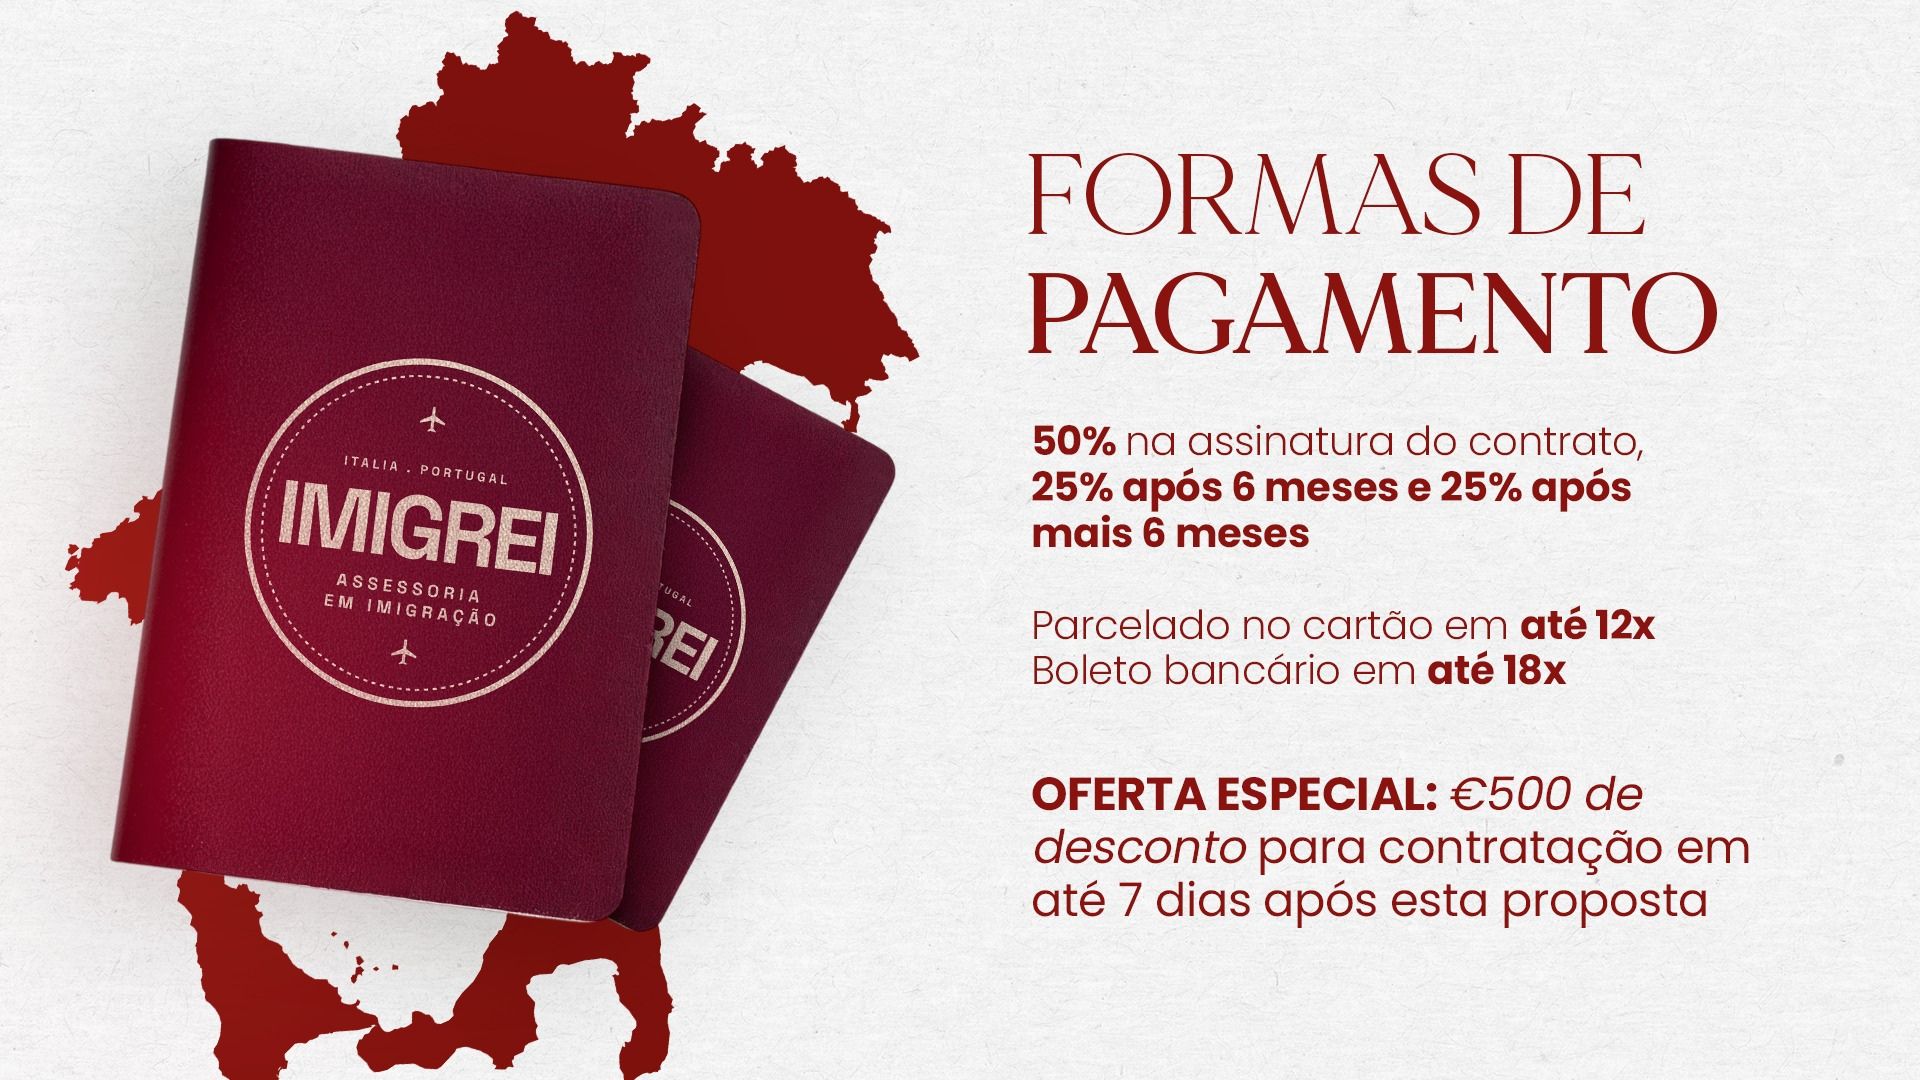 ITALIA . PORTUGAL
IMIGREI
ASSESSORIA
EM IMIGRAÇÃO
TUGAL
REI
FORMAS DE
PAGAMENTO
50% na assinatura do contrato,
25% após 6 meses e 25% após
mais 6 meses
Parcelado no cartão em até 12x
Boleto bancário em até 18x
OFERTA ESPECIAL: €500 de
desconto para contratação em
até 7 dias após esta proposta